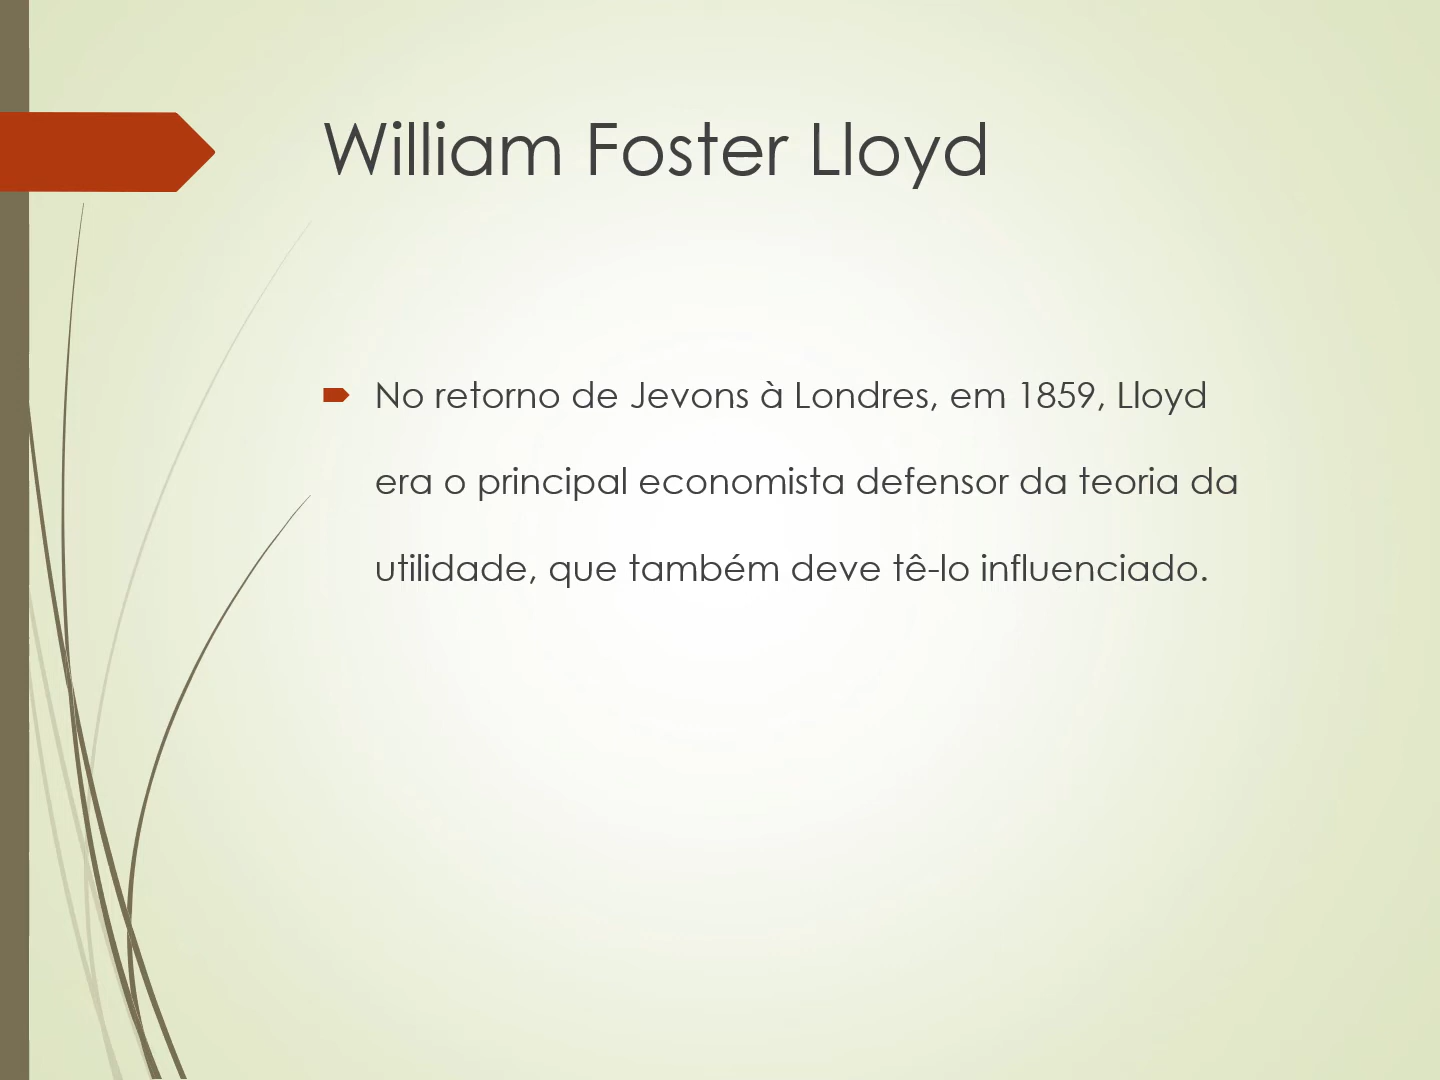 William Foster Lloyd
No retorno de Jevons à Londres, em 1859, Lloyd
era o principal economista defensor da teoria da
utilidade, que também deve tê-lo influenciado.